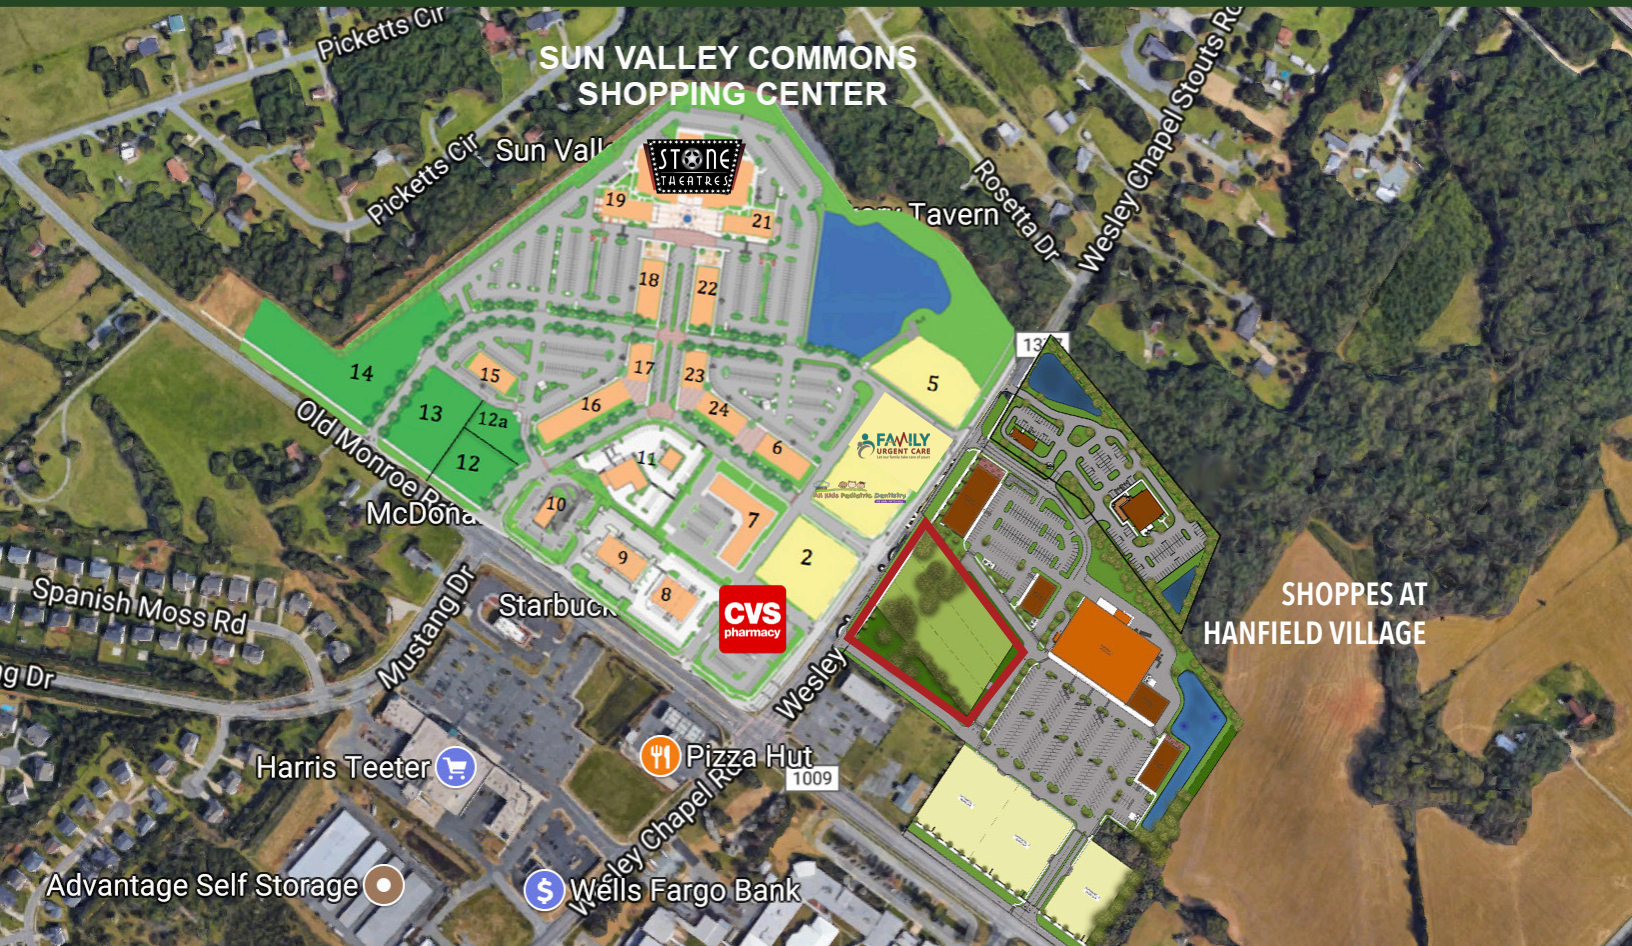 Picketts Cir
SUN VALLEY COMMONS
SHOPPING CENTER
Wesley Chapel Stouts Rd
Picketts Cir
Sun Vall
STONE
THEATRES
Rosetta Dr
Tavern
19
21
18
22
14
15
17
23
5
13
12a
16
24
FAMILY
URGENT CARE
6
12
11
All Kids Pediatric Dentistry
Old Monroe Rd
McDona
10
7
9
2
8
CVS
pharmacy
Starbuck
Spanish Moss Rd
Mustang Dr
g Dr
SHOPPES AT
HANFIELD VILLAGE
Wesley
Harris Teeter
Pizza Hut
1009
Wesley Chapel Rd
Advantage Self Storage
$
Wells Fargo Bank